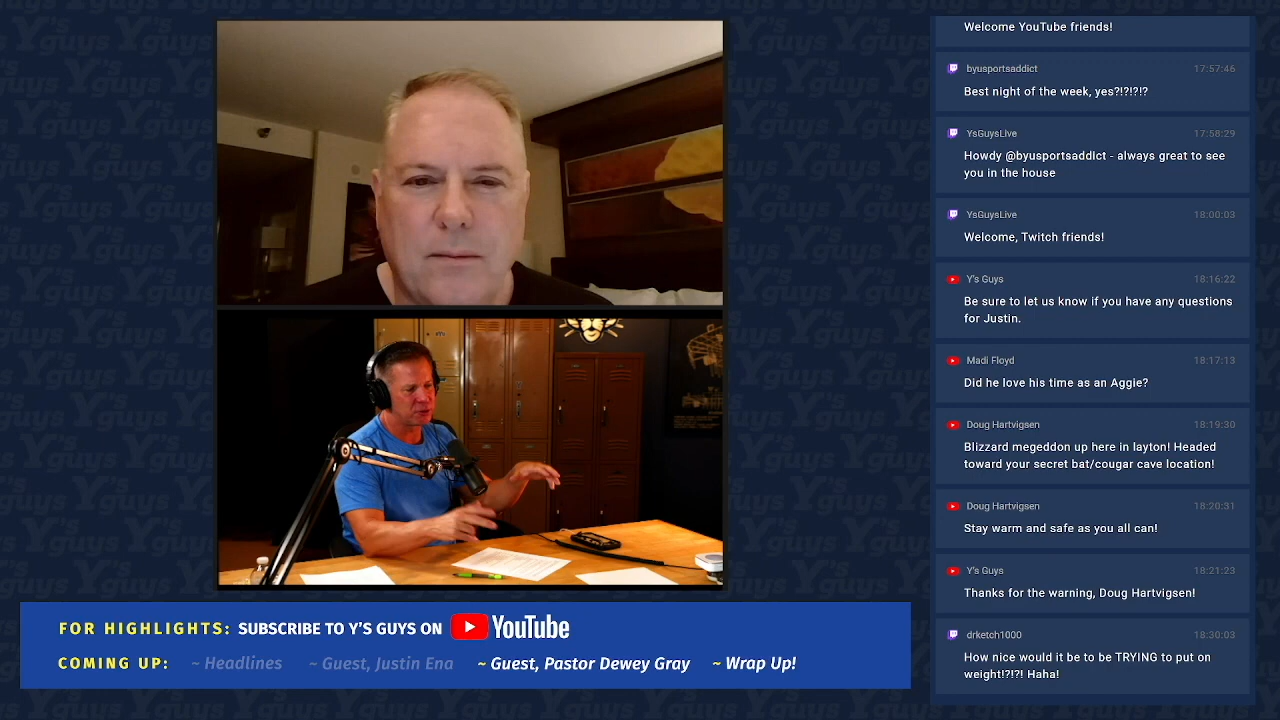 Welcome YouTube friends!
byusportsaddict 17:57:46
Best night of the week, yes?!?!?!?
YsGuysLive 17:58:29
Howdy @byusportsaddict - always great to see
you in the house
YsGuysLive 18:00:03
Welcome, Twitch friends!
Y's Guys 18:16:22
Be sure to let us know if you have any questions
for Justin.
Madi Floyd 18:17:13
Did he love his time as an Aggie?
Doug Hartvigsen 18:19:30
Blizzard megeddon up here in layton! Headed
toward your secret bat/cougar cave location!
Doug Hartvigsen 18:20:31
Stay warm and safe as you all can!
Y's Guys 18:21:23
Thanks for the warning, Doug Hartvigsen!
drketch1000 18:30:03
How nice would it be to be TRYING to put on
weight!?!?! Haha!
FOR HIGHLIGHTS: SUBSCRIBE TO Y'S GUYS ON YouTube
COMING UP: ~ Headlines ~ Guest, Justin Ena ~ Guest, Pastor Dewey Gray ~ Wrap Up!